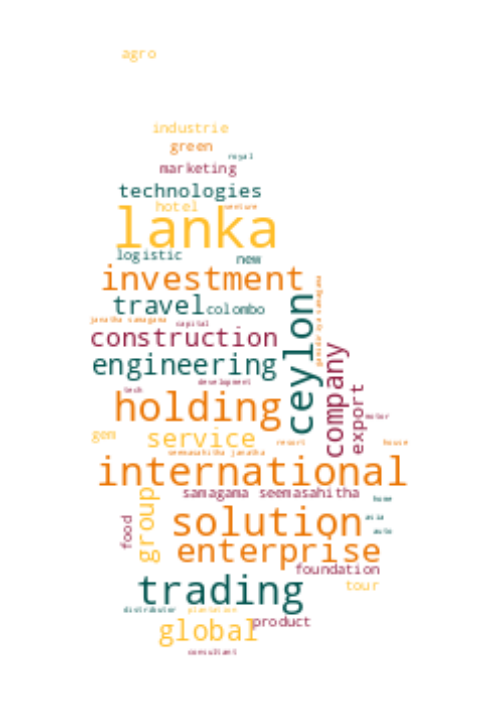 agro
industrie
green
royal
marketing
technologies
hotel venture
lanka
logistic new
investment
travel colombo
janatha samagama capital
construction
ceylon
engineering
company
development
tech
holding
export
motor
gem service resort house
seemasahitha janatha
international
samagama seemasahitha home
group
food
solution asia
auto
enterprise
foundation
trading tour
distributor
global product
consultant